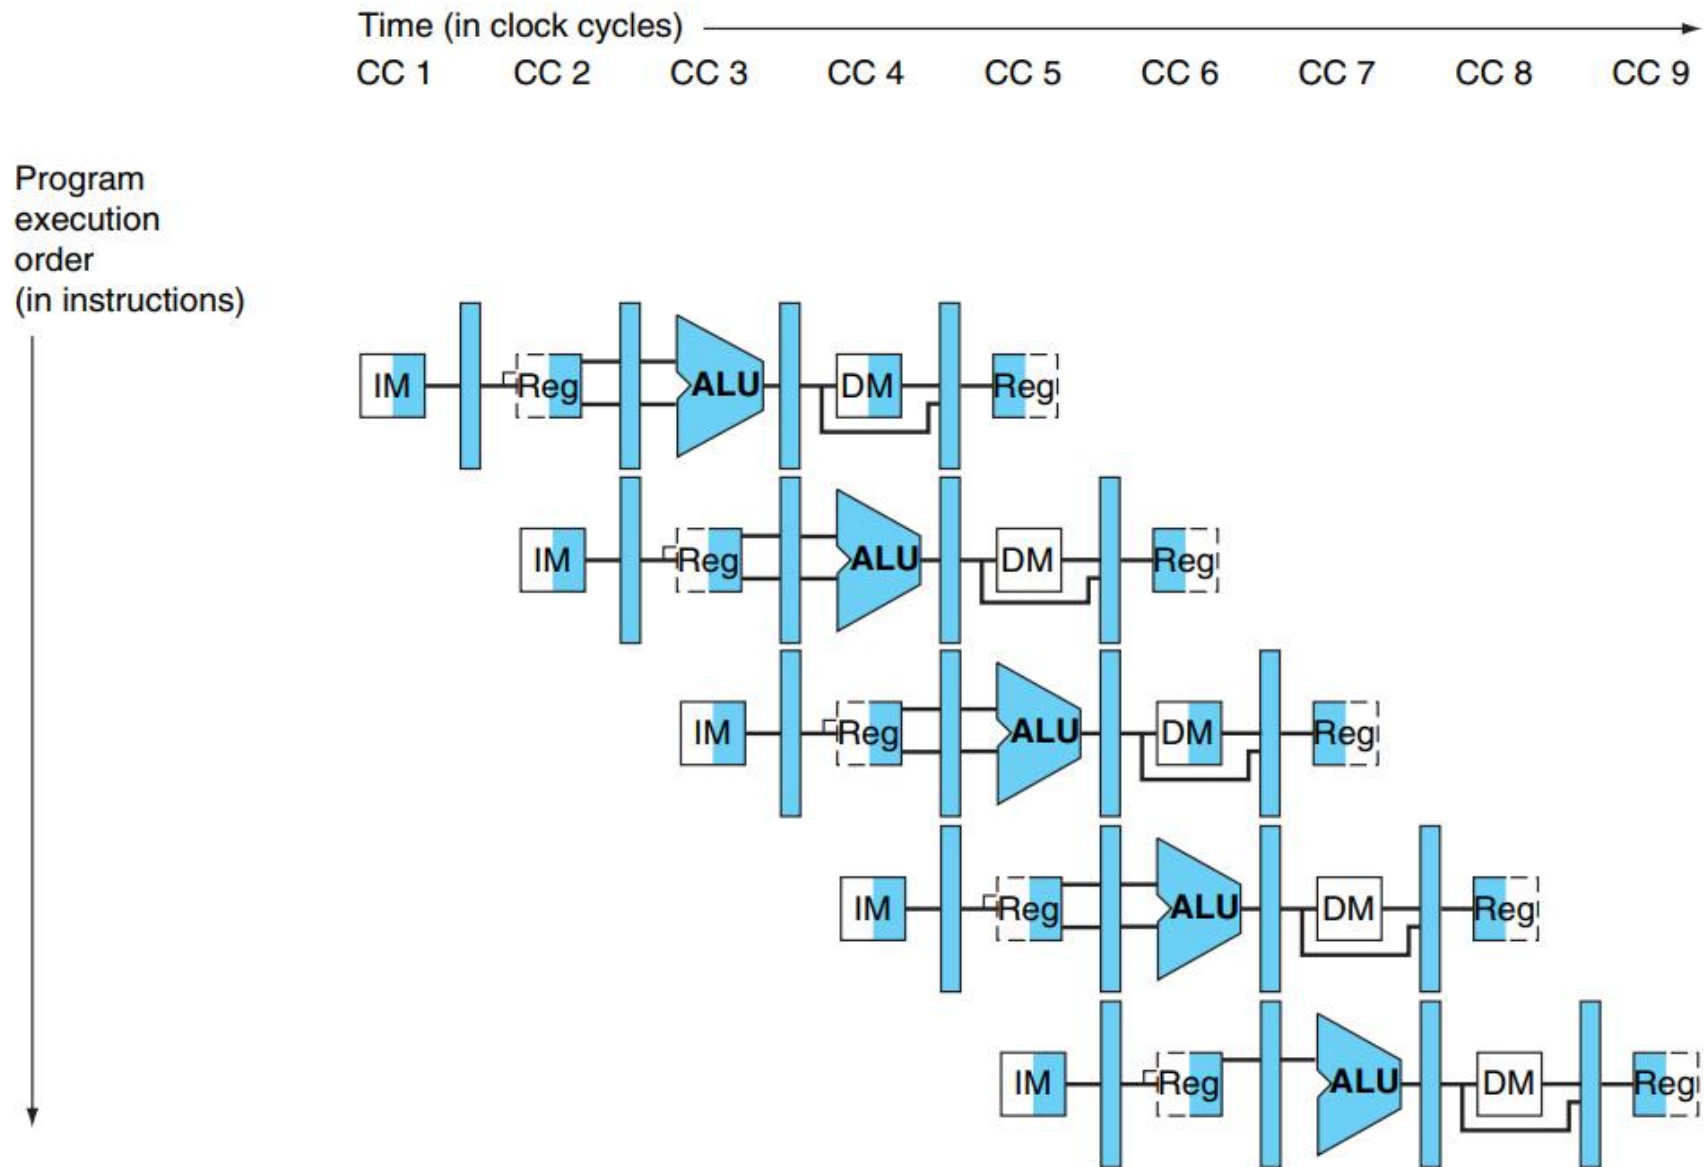 Time (in clock cycles)
CC 1 CC 2 CC 3 CC 4 CC 5 CC 6 CC 7 CC 8 CC 9
Program
execution
order
(in instructions)
IM Reg ALU DM Reg
IM Reg ALU DM Reg
IM Reg ALU DM Reg
IM Reg ALU DM Reg
IM Reg ALU DM Reg